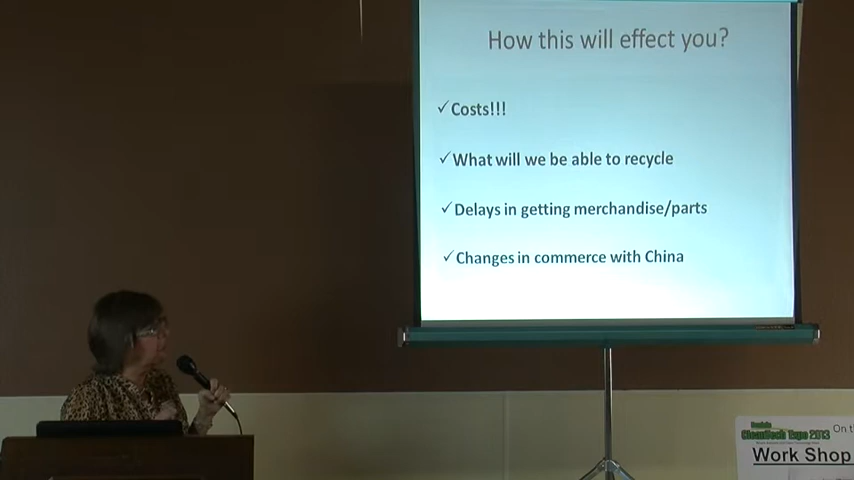 How this will effect you?
✓Costs!!!
✓What will we be able to recycle
✓Delays in getting merchandise/parts
✓Changes in commerce with China
CleanTech Expo 2013
On t
Work Shop